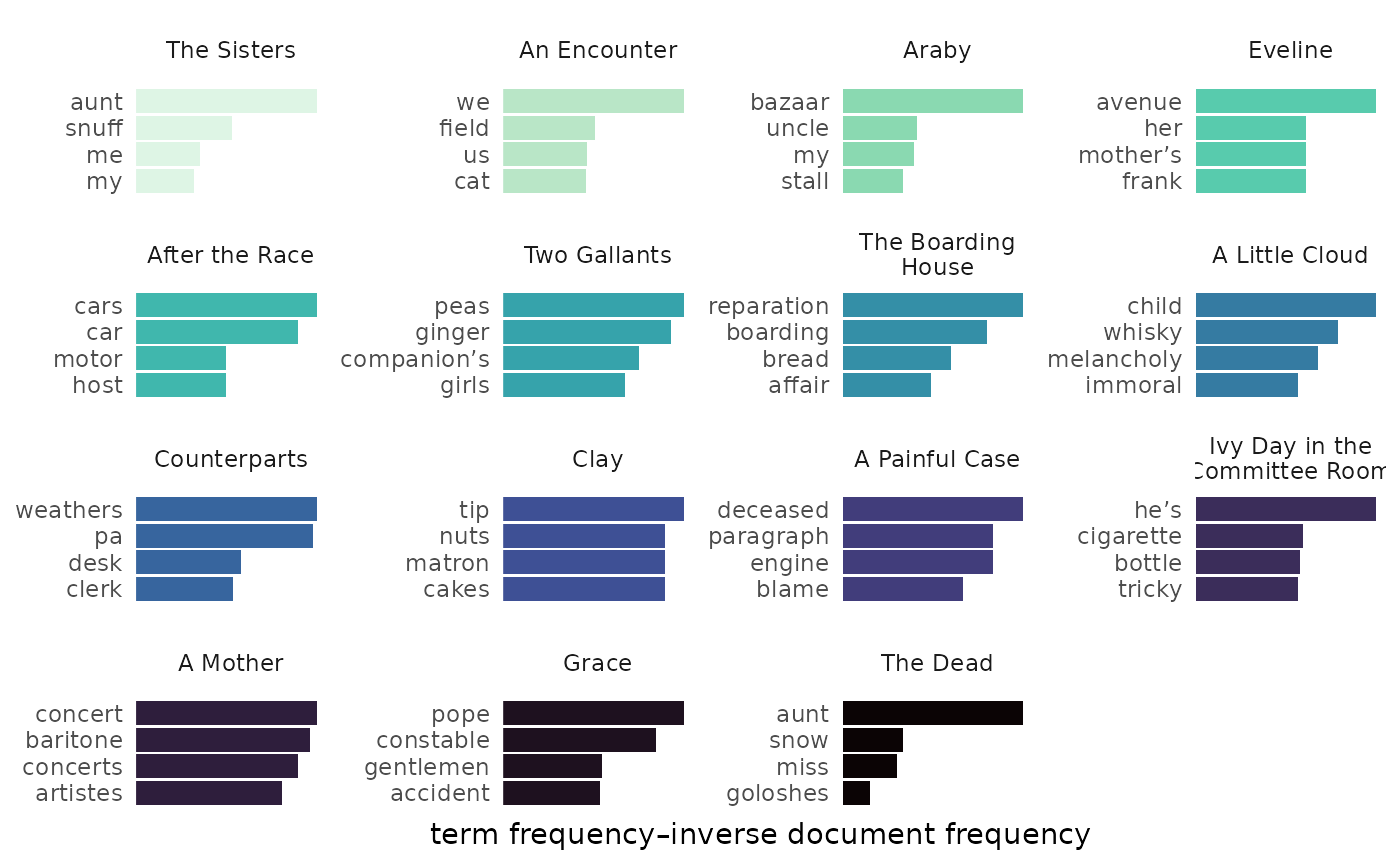 The Sisters
aunt
snuff
me
my
An Encounter
we
field
us
cat
Araby
bazaar
uncle
my
stall
Eveline
avenue
her
mother’s
frank
After the Race
cars
car
motor
host
Two Gallants
peas
ginger
companion’s
girls
The Boarding
House
reparation
boarding
bread
affair
A Little Cloud
child
whisky
melancholy
immoral
Counterparts
weathers
pa
desk
clerk
Clay
tip
nuts
matron
cakes
A Painful Case
deceased
paragraph
engine
blame
Ivy Day in the
Committee Room
he’s
cigarette
bottle
tricky
A Mother
concert
baritone
concerts
artistes
Grace
pope
constable
gentlemen
accident
The Dead
aunt
snow
miss
goloshes
term frequency–inverse document frequency